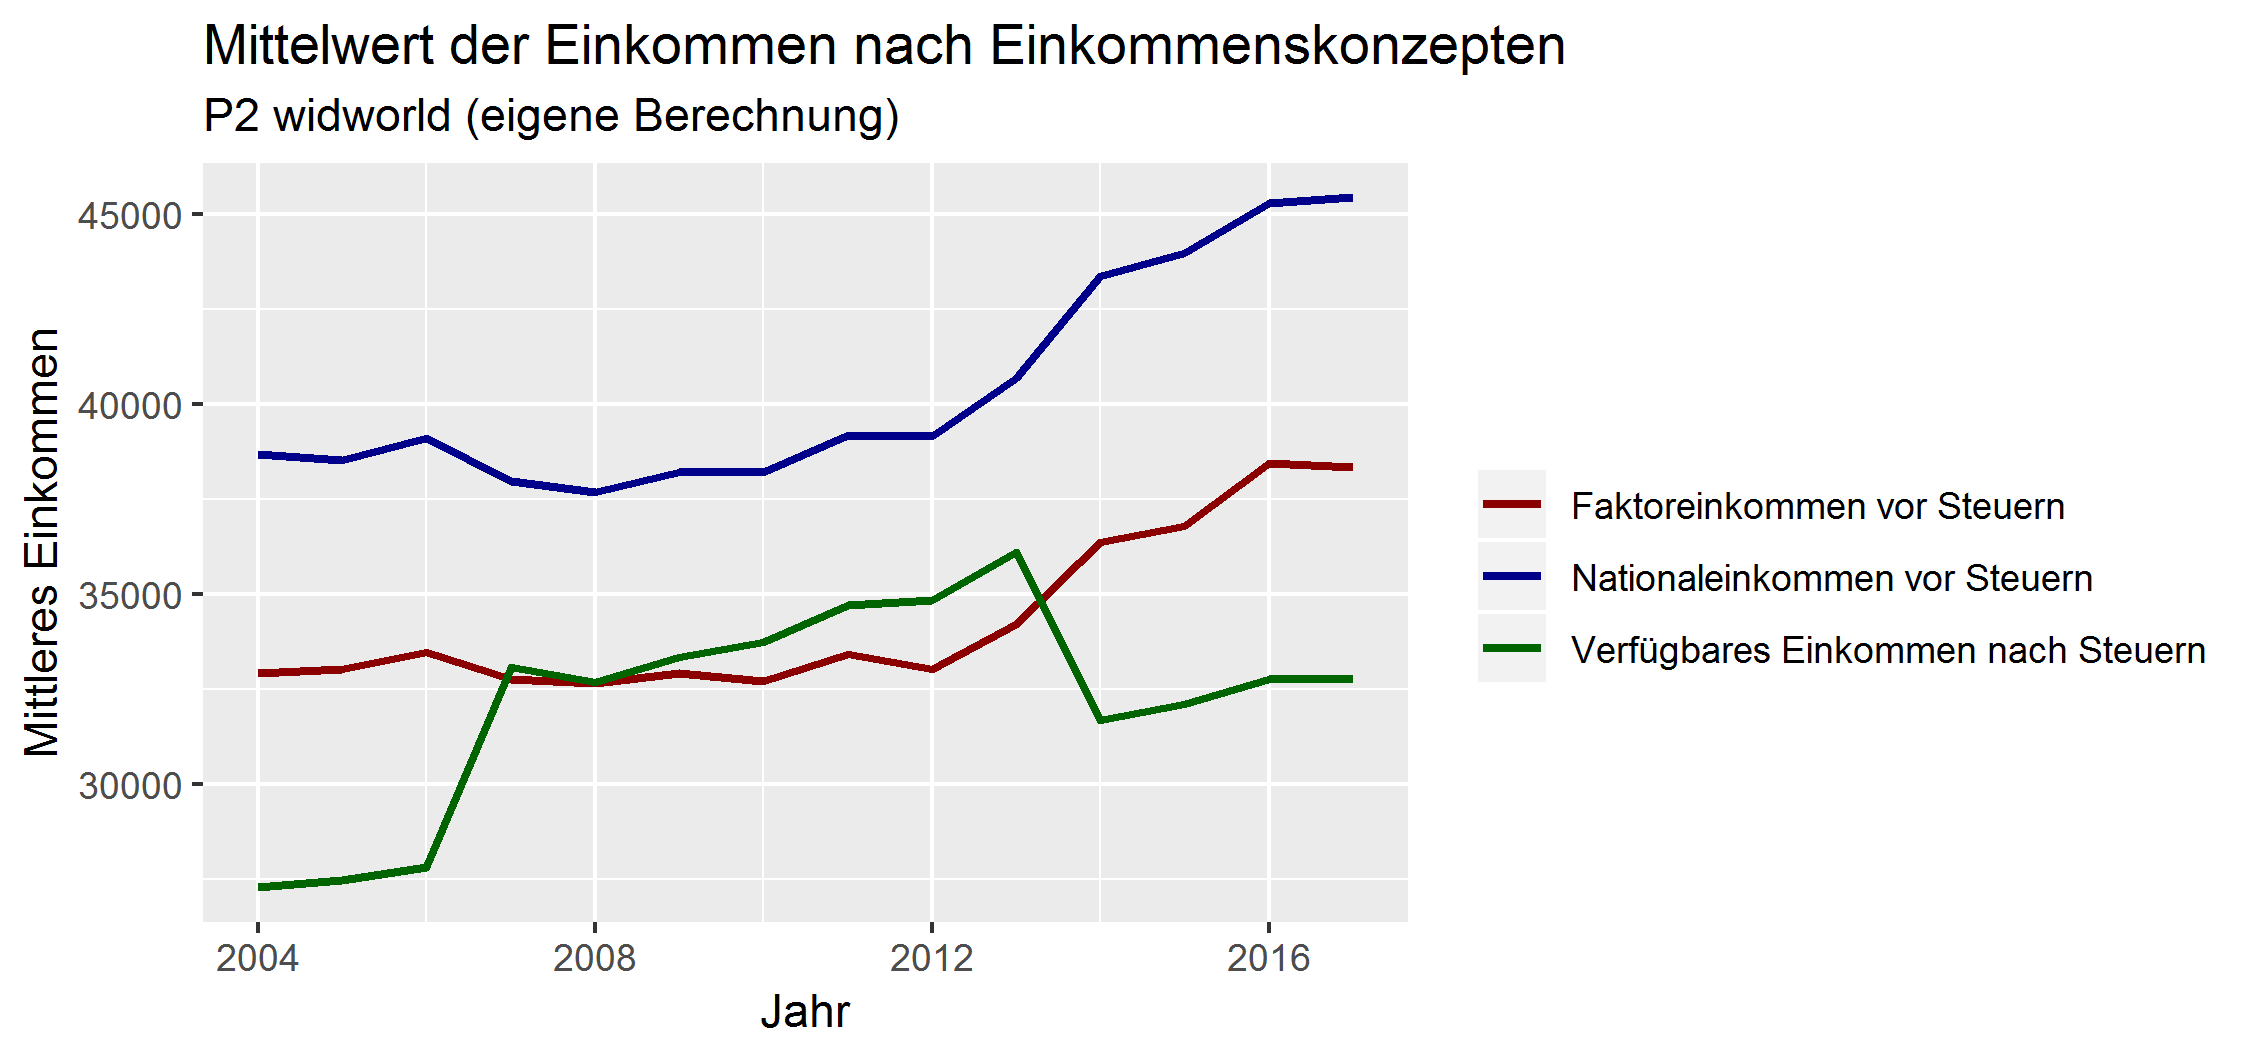 Mittelwert der Einkommen nach Einkommenskonzepten
P2 widworld (eigene Berechnung)
Mittleres Einkommen
45000
40000
35000
30000
2004
2008
2012
2016
Jahr
Faktoreinkommen vor Steuern
Nationaleinkommen vor Steuern
Verfügbares Einkommen nach Steuern